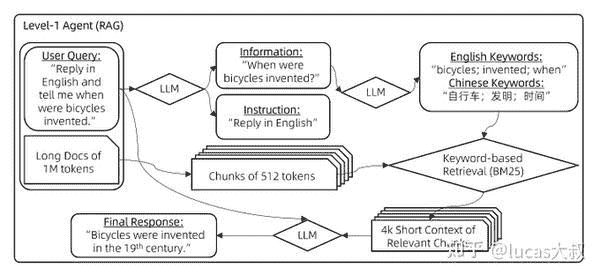 Level-1 Agent (RAG)
User Query:
“Reply in
English and
tell me when
were bicycles
invented.”
LLM
Information:
“When were
bicycles invented?”
Instruction:
“Reply in English”
LLM
English Keywords:
“bicycles; invented; when”
Chinese Keywords:
“自行车；发明；时间”
Long Docs of
1M tokens
Chunks of 512 tokens
Keyword-based
Retrieval (BM25)
4k Short Context of
Relevant
LLM
Final Response:
“Bicycles were invented
in the 19th century.”
知乎 @lucas大叔